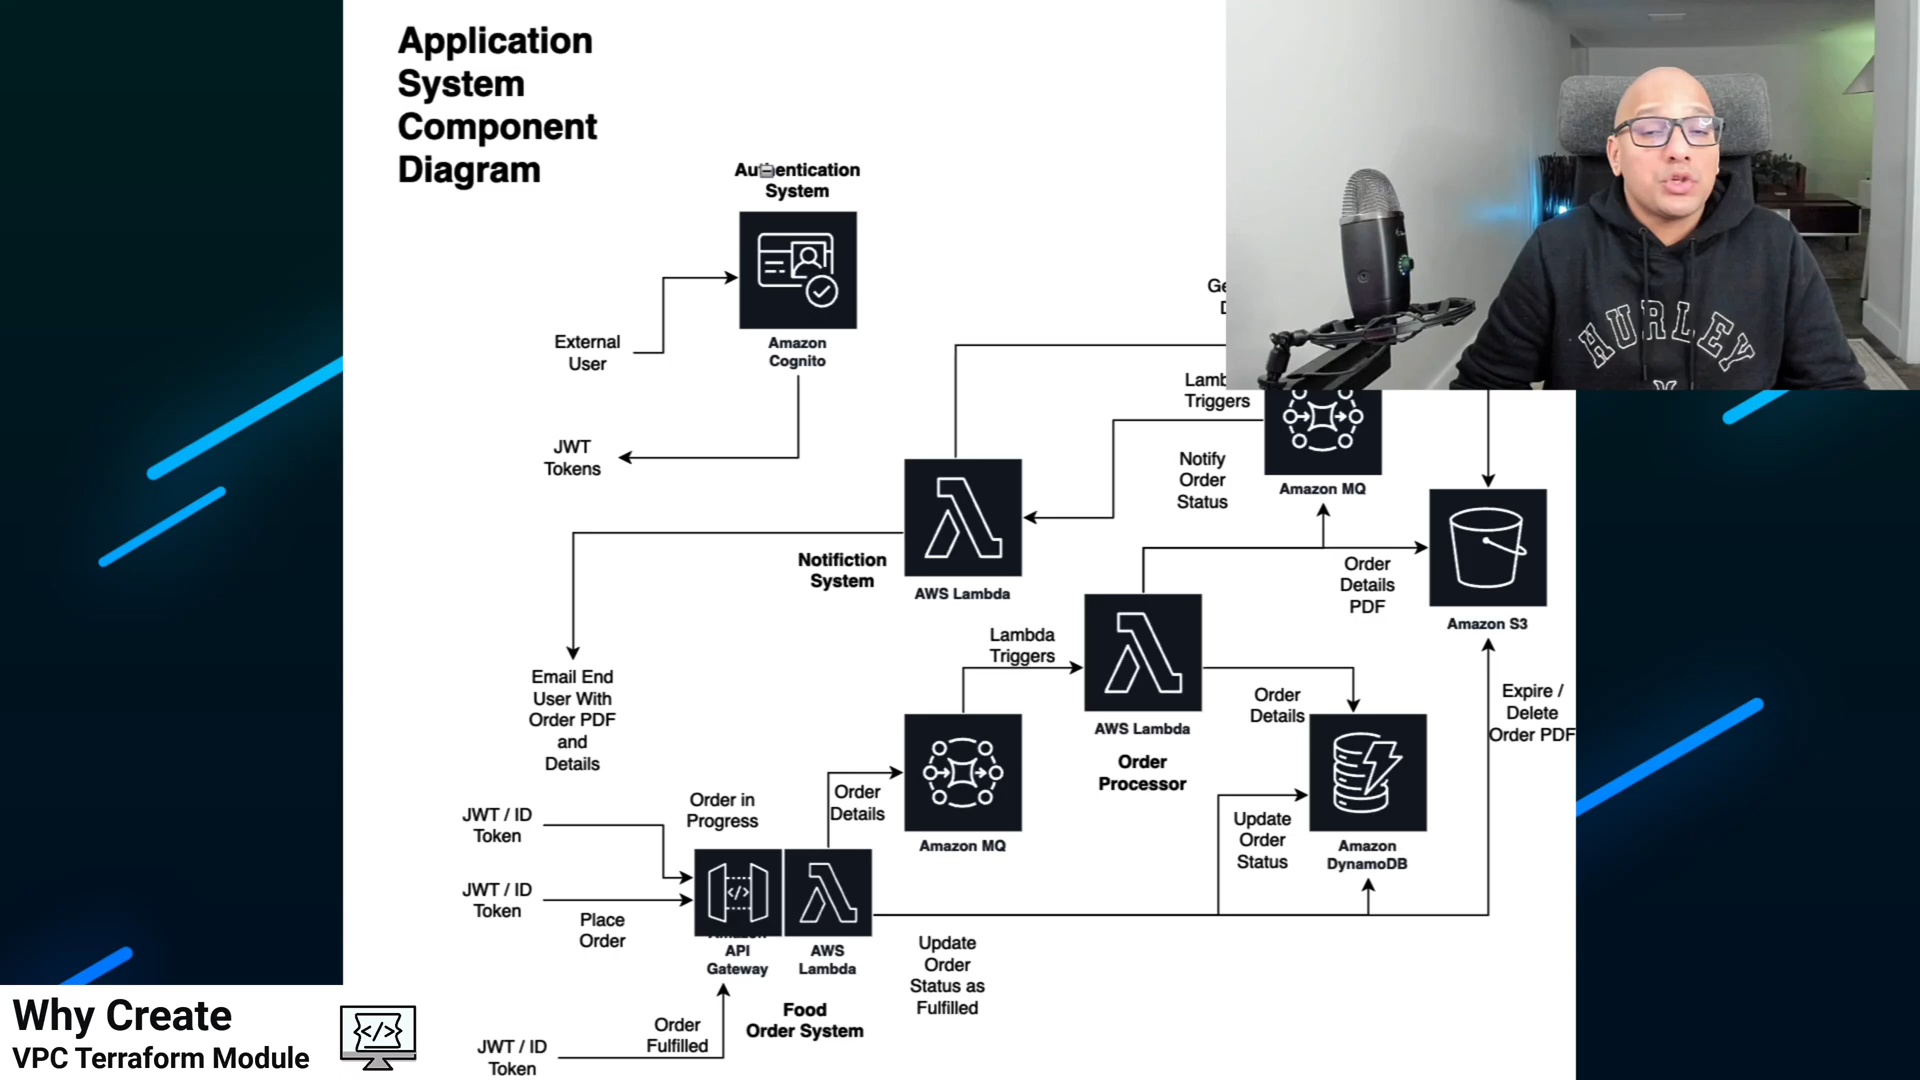 Application
System
Component
Diagram
Authentication
System
Amazon
Cognito
External
User
JWT
Tokens
Triggers
Notify
Order
Status
Amazon MQ
HURLEY
Notifiction
System
AWS Lambda
Order
Details
PDF
Amazon S3
Email End
User With
Order PDF
and
Details
Lambda
Triggers
AWS Lambda
Order
Processor
Order
Details
Expire /
Delete
Order PDF
JWT / ID
Token
Order in
Progress
Order
Details
Amazon MQ
Update
Order
Status
Amazon
DynamoDB
JWT / ID
Token
Place
Order
API
Gateway
AWS
Lambda
Update
Order
Status as
Fulfilled
Food
Order System
Order
Fulfilled
JWT / ID
Token
Why Create
VPC Terraform Module